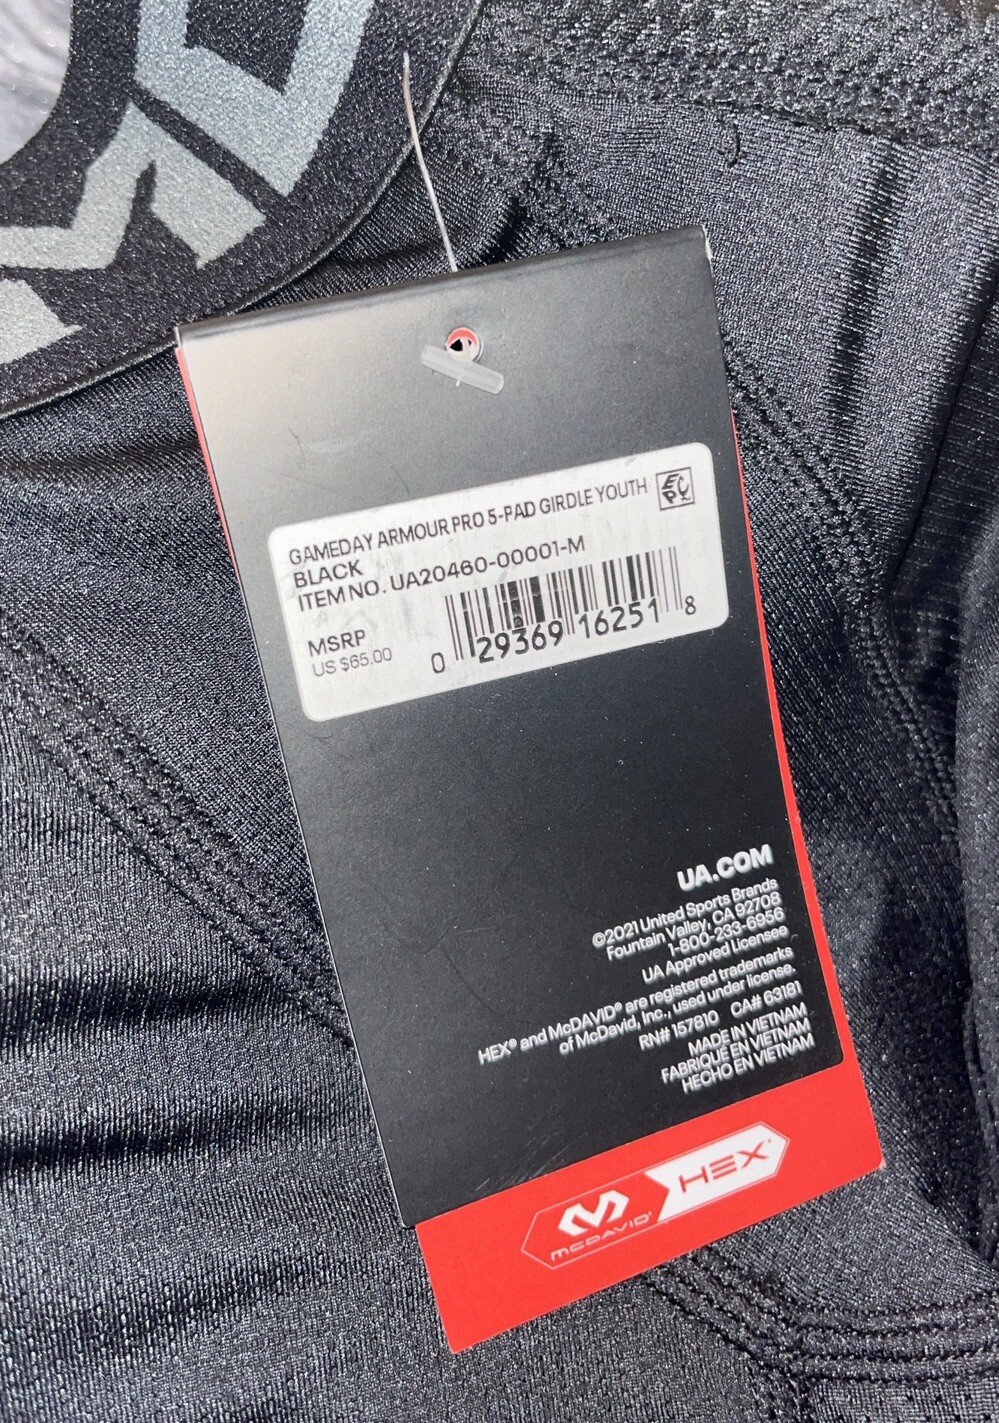 GAMEDAY ARMOUR PRO 5-PAD GIRDLE YOUTH
BLACK
ITEM NO. UA20460-00001-M
MSRP
US $65.00
0 29369 16251 8
UA.COM
©2021 United Sports Brands
Fountain Valley, CA 92708
1-800-233-6956
UA Approved Licensee
HEX® and McDAVID® are registered trademarks
of McDavid, Inc., used under license.
RN# 157610 CA# 63181
MADE IN VIETNAM
FABRIQUÉ EN VIETNAM
HECHO EN VIETNAM
McDAVID HEX